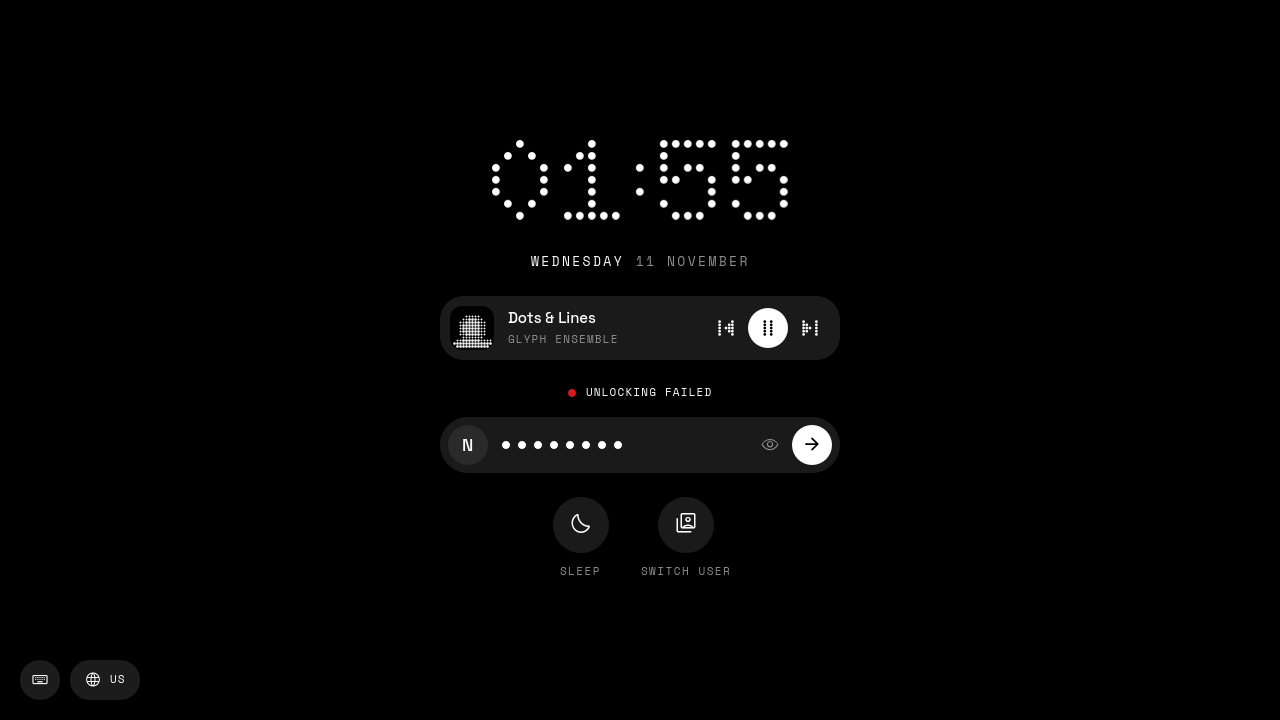 01:55
WEDNESDAY 11 NOVEMBER
Dots & Lines
GLYPH ENSEMBLE
UNLOCKING FAILED
N
SLEEP
SWITCH USER
US